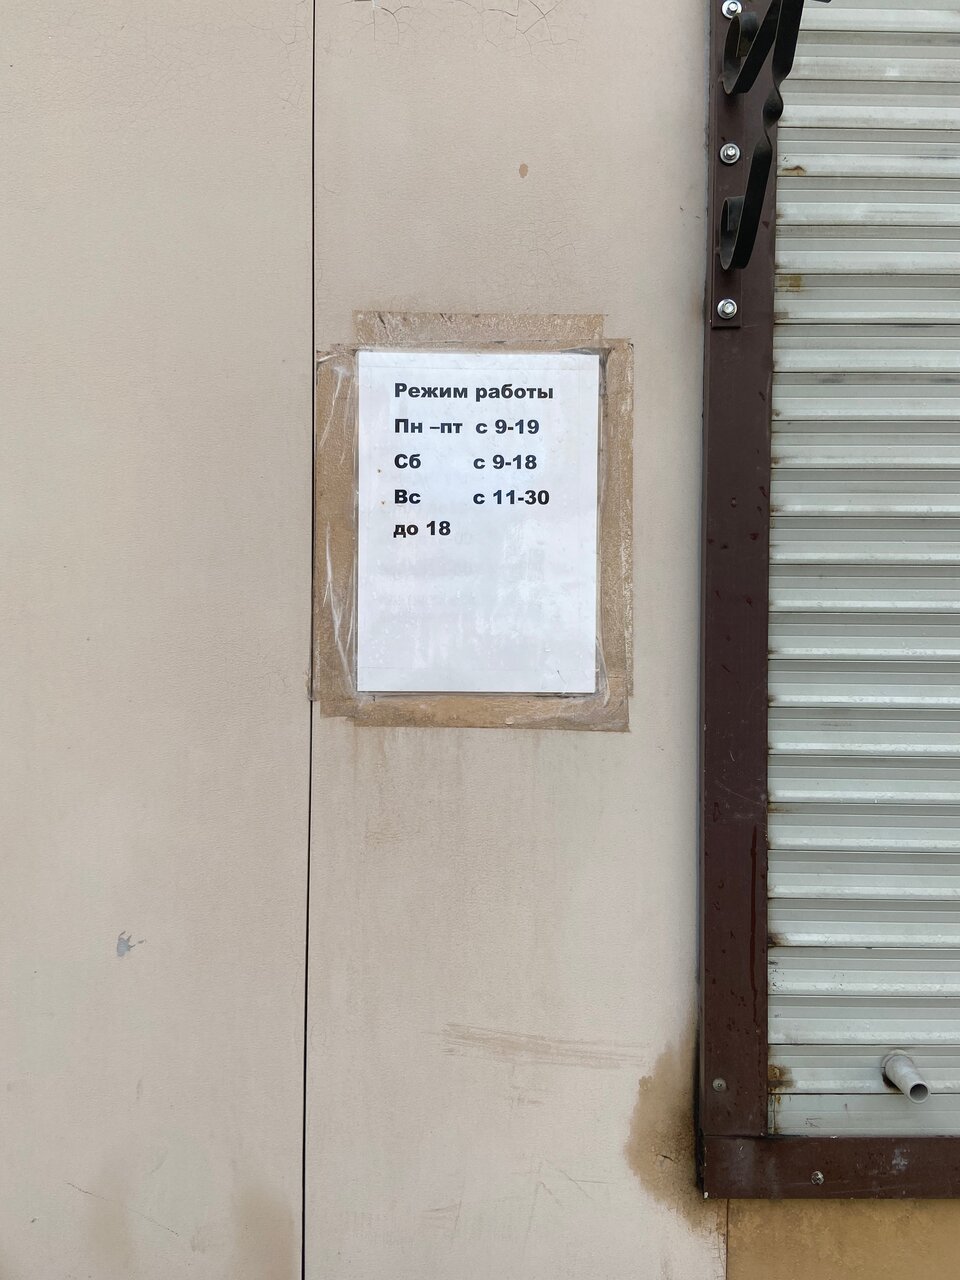 Режим работы
Пн –пт с 9-19
Сб с 9-18
Вс с 11-30
до 18